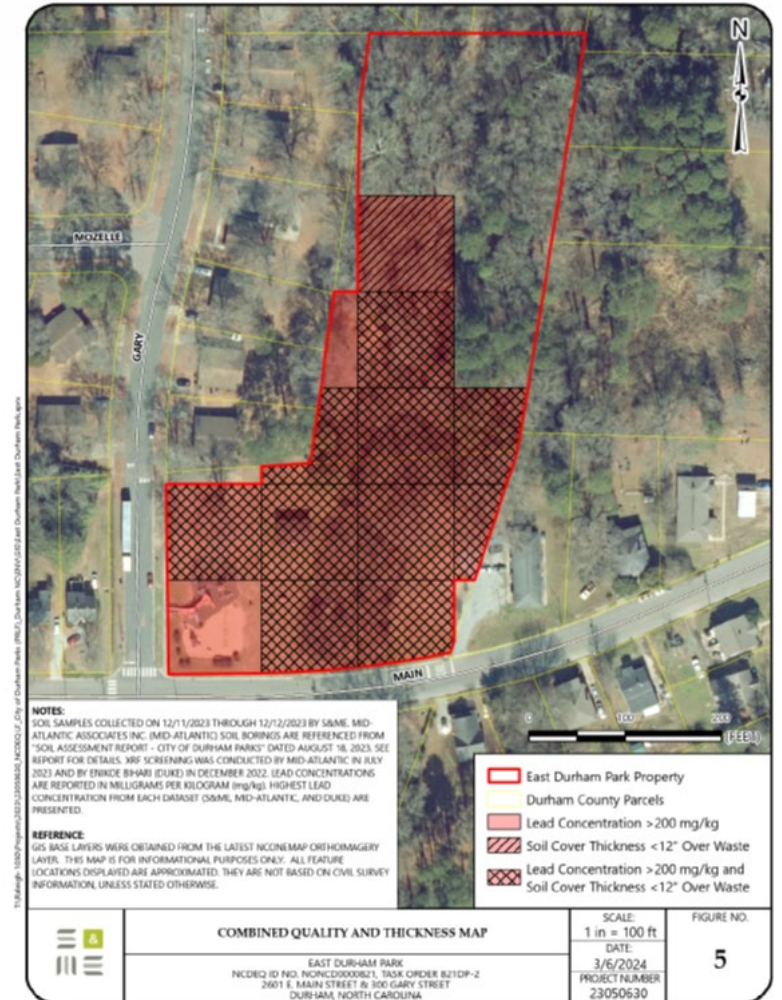 N
MOZELLE
GARY
MAIN
0 100 200
(FEET)
NOTES:
SOIL SAMPLES COLLECTED ON 12/11/2023 THROUGH 12/12/2023 BY S&ME. MID-
ATLANTIC ASSOCIATES INC. (MID-ATLANTIC) SOIL BORINGS ARE REFERENCED FROM
"SOIL ASSESSMENT REPORT - CITY OF DURHAM PARKS" DATED AUGUST 18, 2023, SEE
REPORT FOR DETAILS. XRF SCREENING WAS CONDUCTED BY MID-ATLANTIC IN JULY
2023 AND BY ENIKOE BIHARI (DUKE) IN DECEMBER 2022. LEAD CONCENTRATIONS
ARE REPORTED IN MILLIGRAMS PER KILOGRAM (mg/kg). HIGHEST LEAD
CONCENTRATION FROM EACH DATASET (S&ME, MID-ATLANTIC, AND DUKE) ARE
PRESENTED.
REFERENCE:
GIS BASE LAYERS WERE OBTAINED FROM THE LATEST NCONEMAP ORTHOIMAGERY
LAYER. THIS MAP IS FOR INFORMATIONAL PURPOSES ONLY. ALL FEATURE
LOCATIONS DISPLAYED ARE APPROXIMATED. THEY ARE NOT BASED ON CIVIL SURVEY
INFORMATION, UNLESS STATED OTHERWISE.
East Durham Park Property
Durham County Parcels
Lead Concentration >200 mg/kg
Soil Cover Thickness <12" Over Waste
Lead Concentration >200 mg/kg and
Soil Cover Thickness <12" Over Waste
S&ME
COMBINED QUALITY AND THICKNESS MAP
EAST DURHAM PARK
NCDEQ ID NO. NONCD0000821, TASK ORDER 821DP-2
2601 E. MAIN STREET & 300 GARY STREET
DURHAM, NORTH CAROLINA
SCALE:
1 in = 100 ft
DATE:
3/6/2024
PROJECT NUMBER
23050630
FIGURE NO.
5